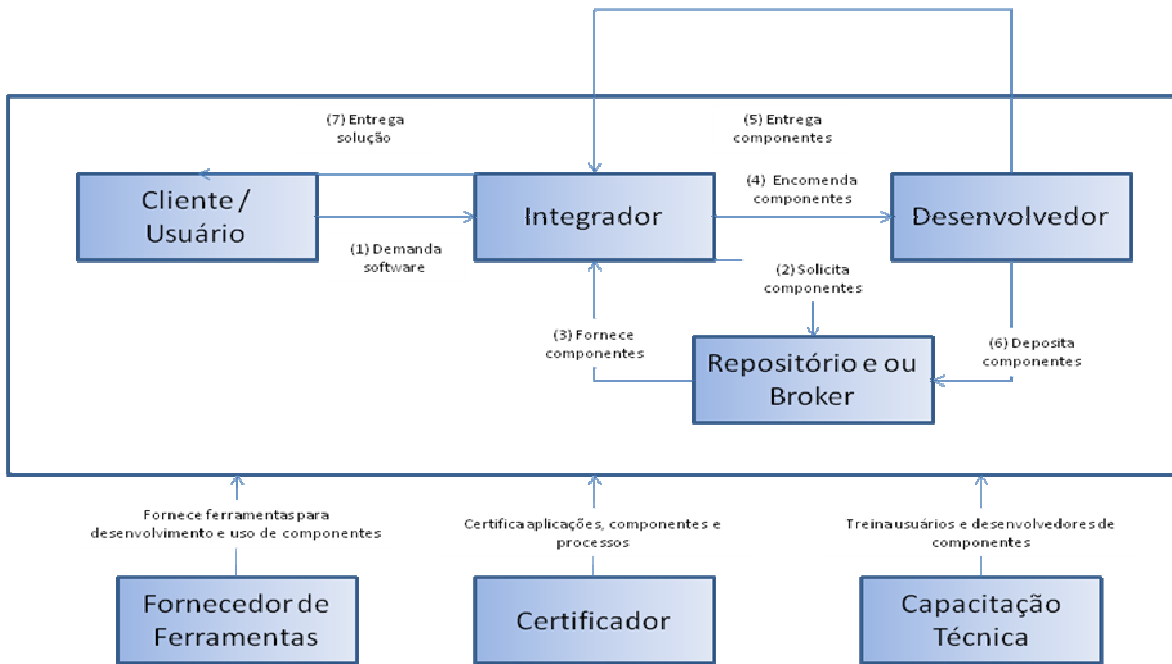 (7) Entrega
solução
(5) Entrega
componentes
Cliente /
Usuário
Integrador
(4) Encomenda
componentes
Desenvolvedor
(1) Demanda
software
(2) Solicita
componentes
(3) Fornece
componentes
(6) Deposita
componentes
Repositório e ou
Broker
Fornece ferramentas para
desenvolvimento e uso de componentes
Certifica aplicações, componentes e
processos
Treina usuários e desenvolvedores de
componentes
Fornecedor de
Ferramentas
Certificador
Capacitação
Técnica